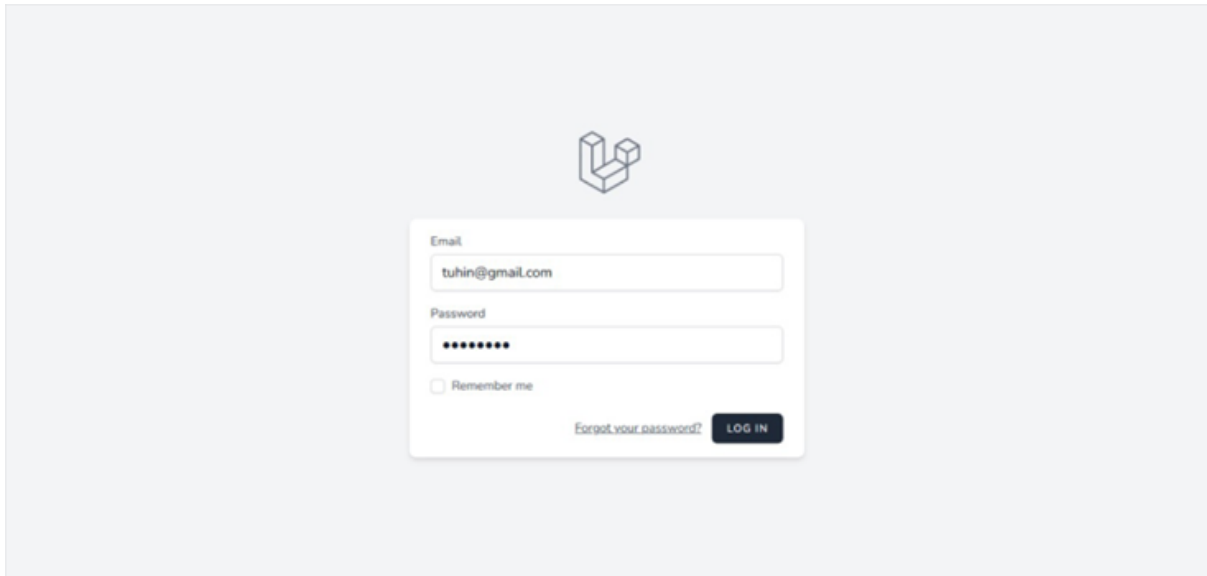 Email
tuhin@gmail.com
Password
••••••••
Remember me
Forgot your password? LOG IN